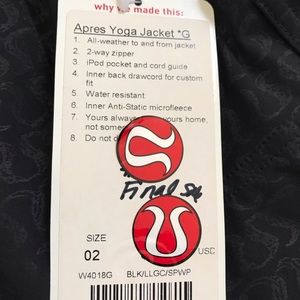 why we made this:
Apres Yoga Jacket *G
1. All-weather to and from jacket
2. 2-way zipper
3. iPod pocket and cord guide
4. Inner back drawcord for custom
fit
5. Water resistant
6. Inner Anti-Static microfleece
7. Yours always yours home,
not some
8. Do not d
Final
SIZE
02
USD
W4018G BLK/LLGC/SPWP